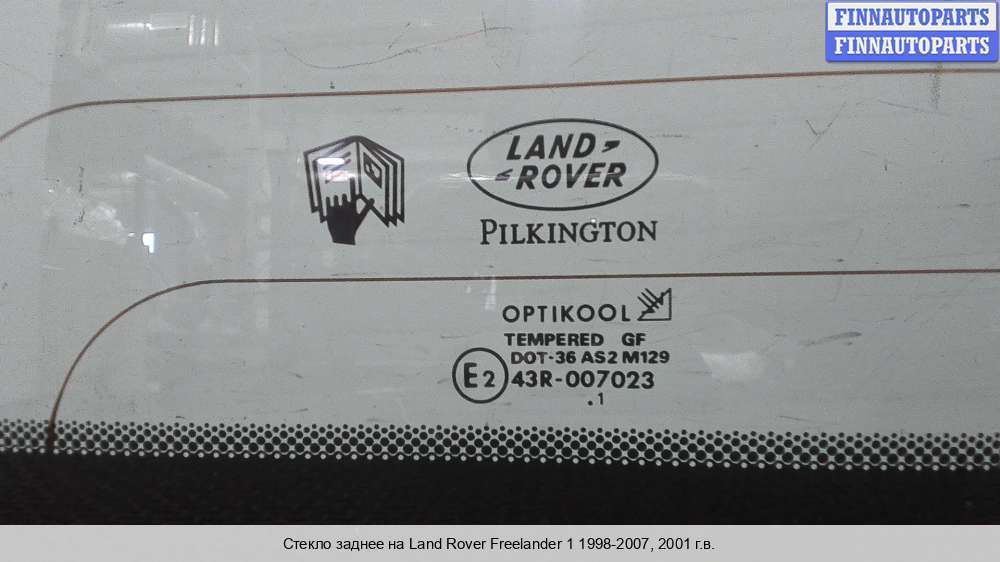 FINNAUTOPARTS
FINNAUTOPARTS
LAND
ROVER
PILKINGTON
OPTIKOOL
TEMPERED GF
DOT-36 AS2 M129
E2 43R-007023
.1
Стекло заднее на Land Rover Freelander 1 1998-2007, 2001 г.в.